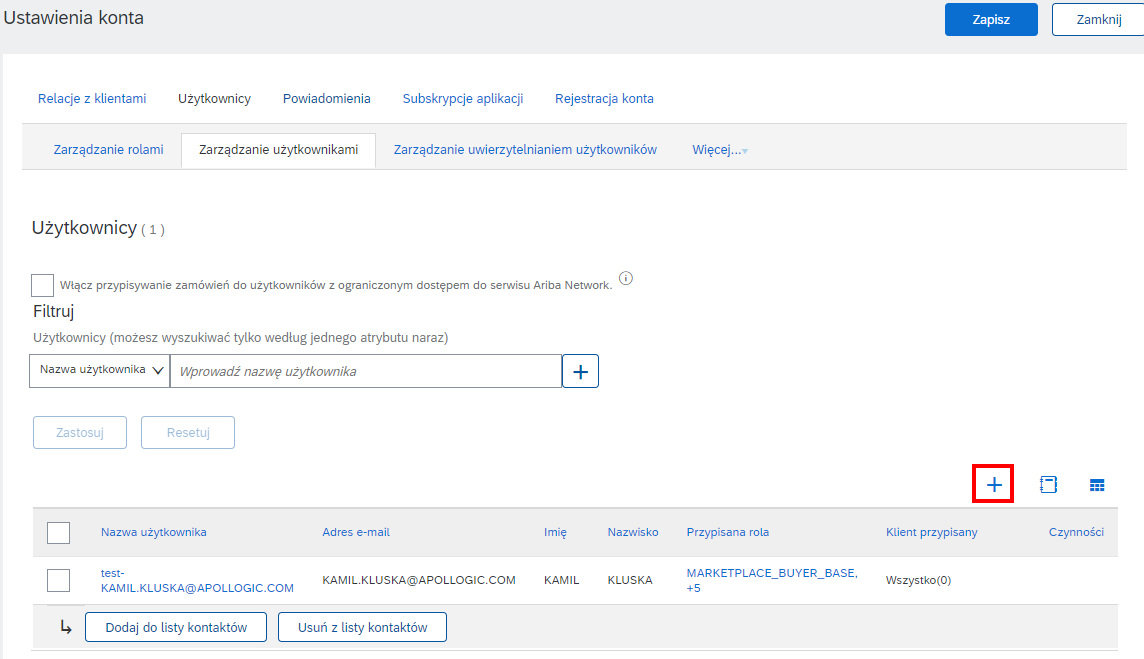 Ustawienia konta
Zapisz
Zamknij
Relacje z klientami Użytkownicy Powiadomienia Subskrypcje aplikacji Rejestracja konta
Zarządzanie rolami Zarządzanie użytkownikami Zarządzanie uwierzytelnianiem użytkowników Więcej...
Użytkownicy ( 1 )
Włącz przypisywanie zamówień do użytkowników z ograniczonym dostępem do serwisu Ariba Network.
Filtruj
Użytkownicy (możesz wyszukiwać tylko według jednego atrybutu naraz)
Nazwa użytkownika Wprowadź nazwę użytkownika
Zastosuj Resetuj
Nazwa użytkownika Adres e-mail Imię Nazwisko Przypisana rola Klient przypisany Czynności
test-
KAMIL.KLUSKA@APOLLOGIC.COM KAMIL.KLUSKA@APOLLOGIC.COM KAMIL KLUSKA MARKETPLACE_BUYER_BASE,
+5 Wszystko(0)
Dodaj do listy kontaktów Usuń z listy kontaktów